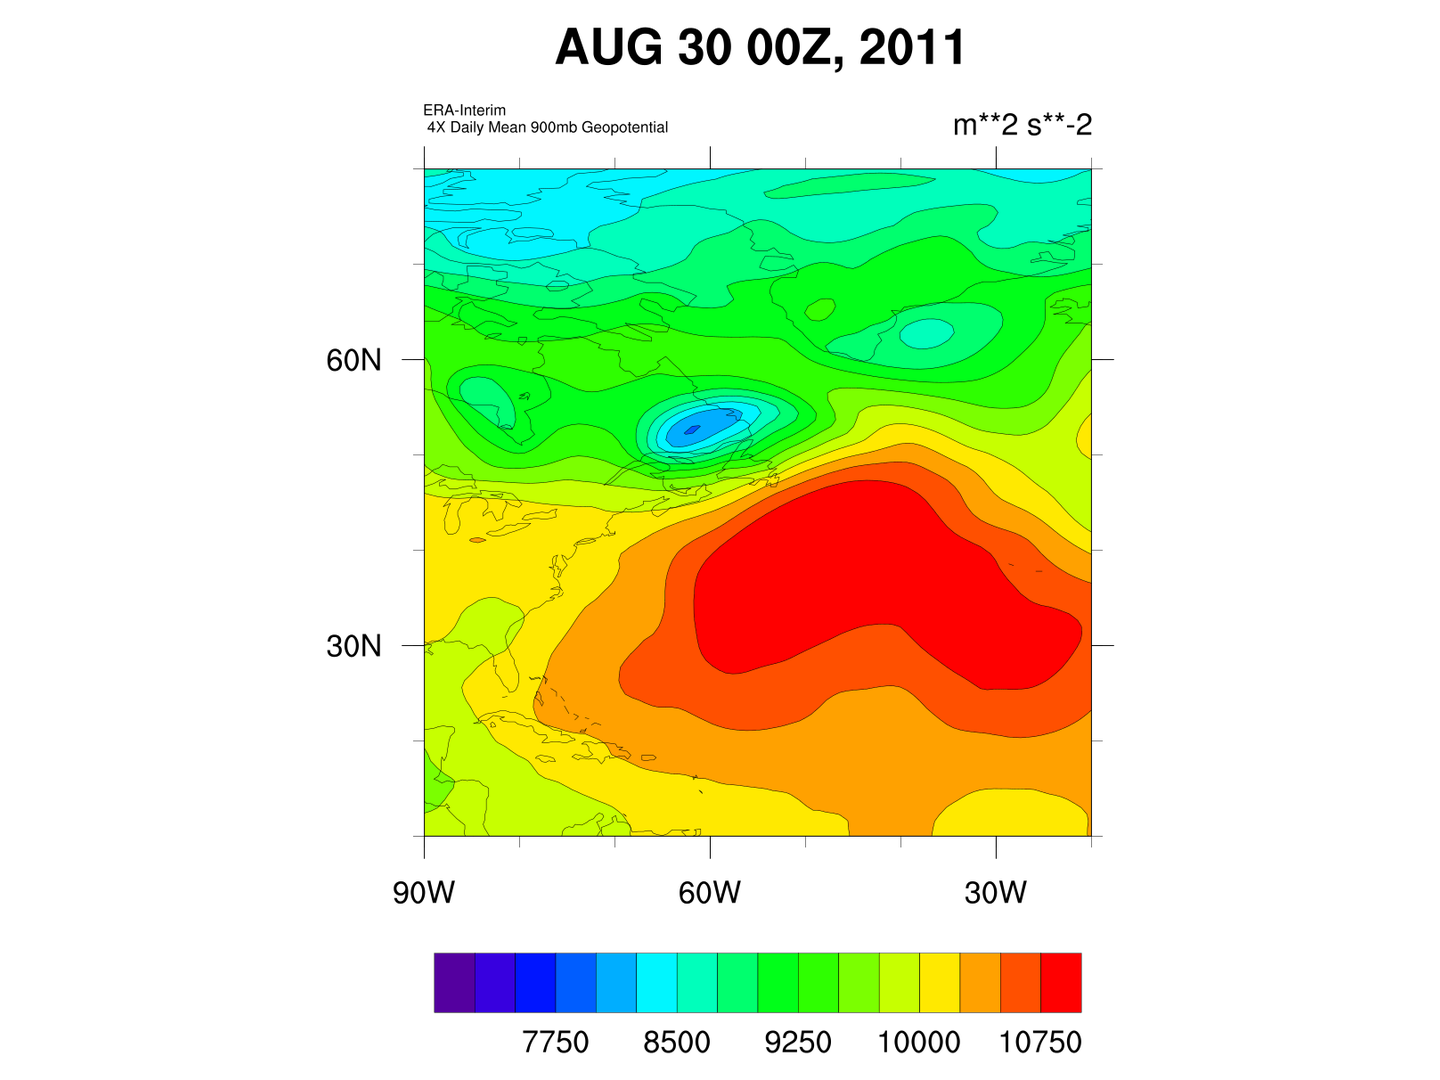 AUG 30 00Z, 2011
ERA-Interim
4X Daily Mean 900mb Geopotential
m**2 s**-2
60N
30N
90W 60W 30W
7750 8500 9250 10000 10750